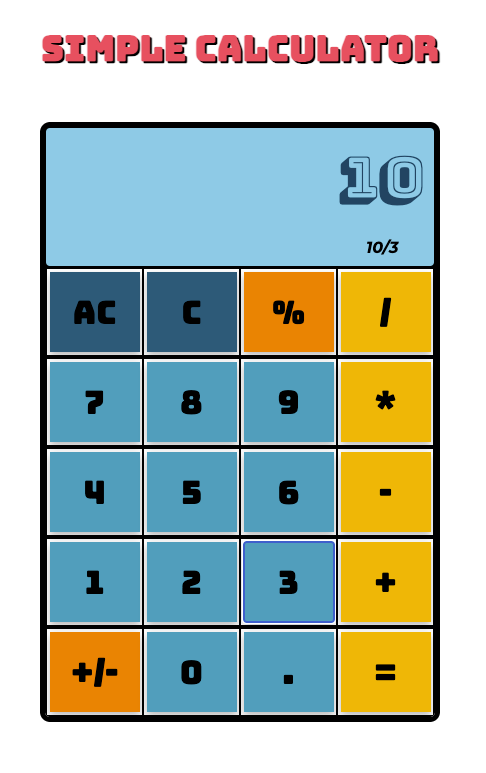 SIMPLE CALCULATOR
10
10/3
AC C % /
7 8 9 *
4 5 6 -
1 2 3 +
+/- 0 . =